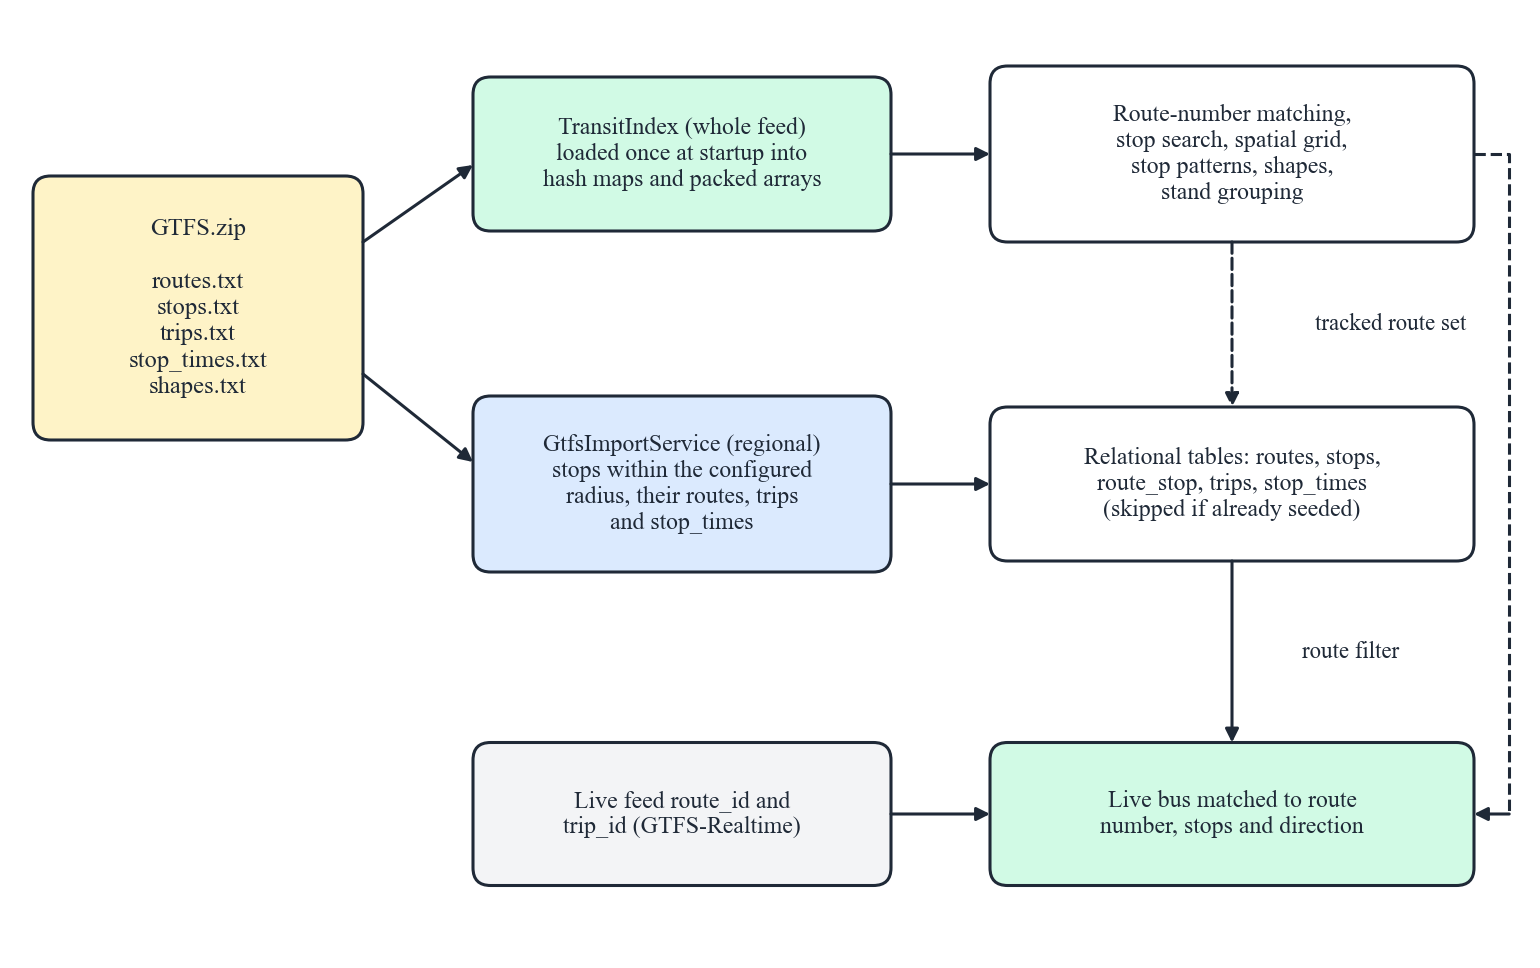 GTFS.zip
routes.txt
stops.txt
trips.txt
stop_times.txt
shapes.txt
TransitIndex (whole feed)
loaded once at startup into
hash maps and packed arrays
Route-number matching,
stop search, spatial grid,
stop patterns, shapes,
stand grouping
tracked route set
GtfsImportService (regional)
stops within the configured
radius, their routes, trips
and stop_times
Relational tables: routes, stops,
route_stop, trips, stop_times
(skipped if already seeded)
route filter
Live feed route_id and
trip_id (GTFS-Realtime)
Live bus matched to route
number, stops and direction